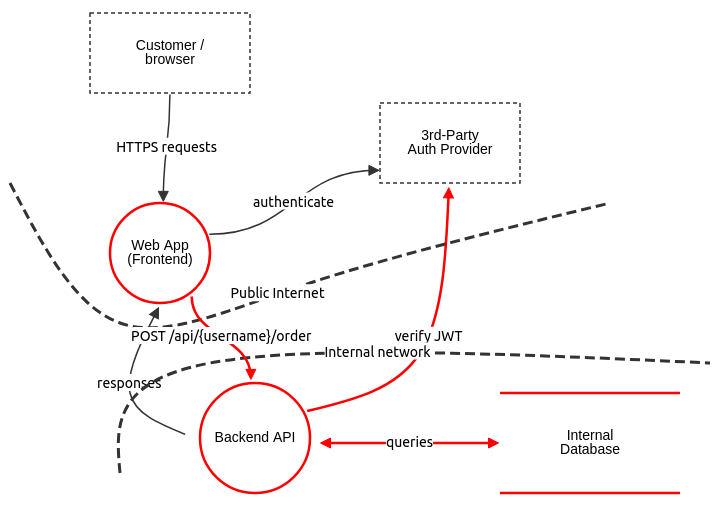 Customer /
browser
HTTPS requests
3rd-Party
Auth Provider
authenticate
Web App
(Frontend)
Public Internet
POST /api/{username}/order
verify JWT
Internal network
responses
Backend API
queries
Internal
Database